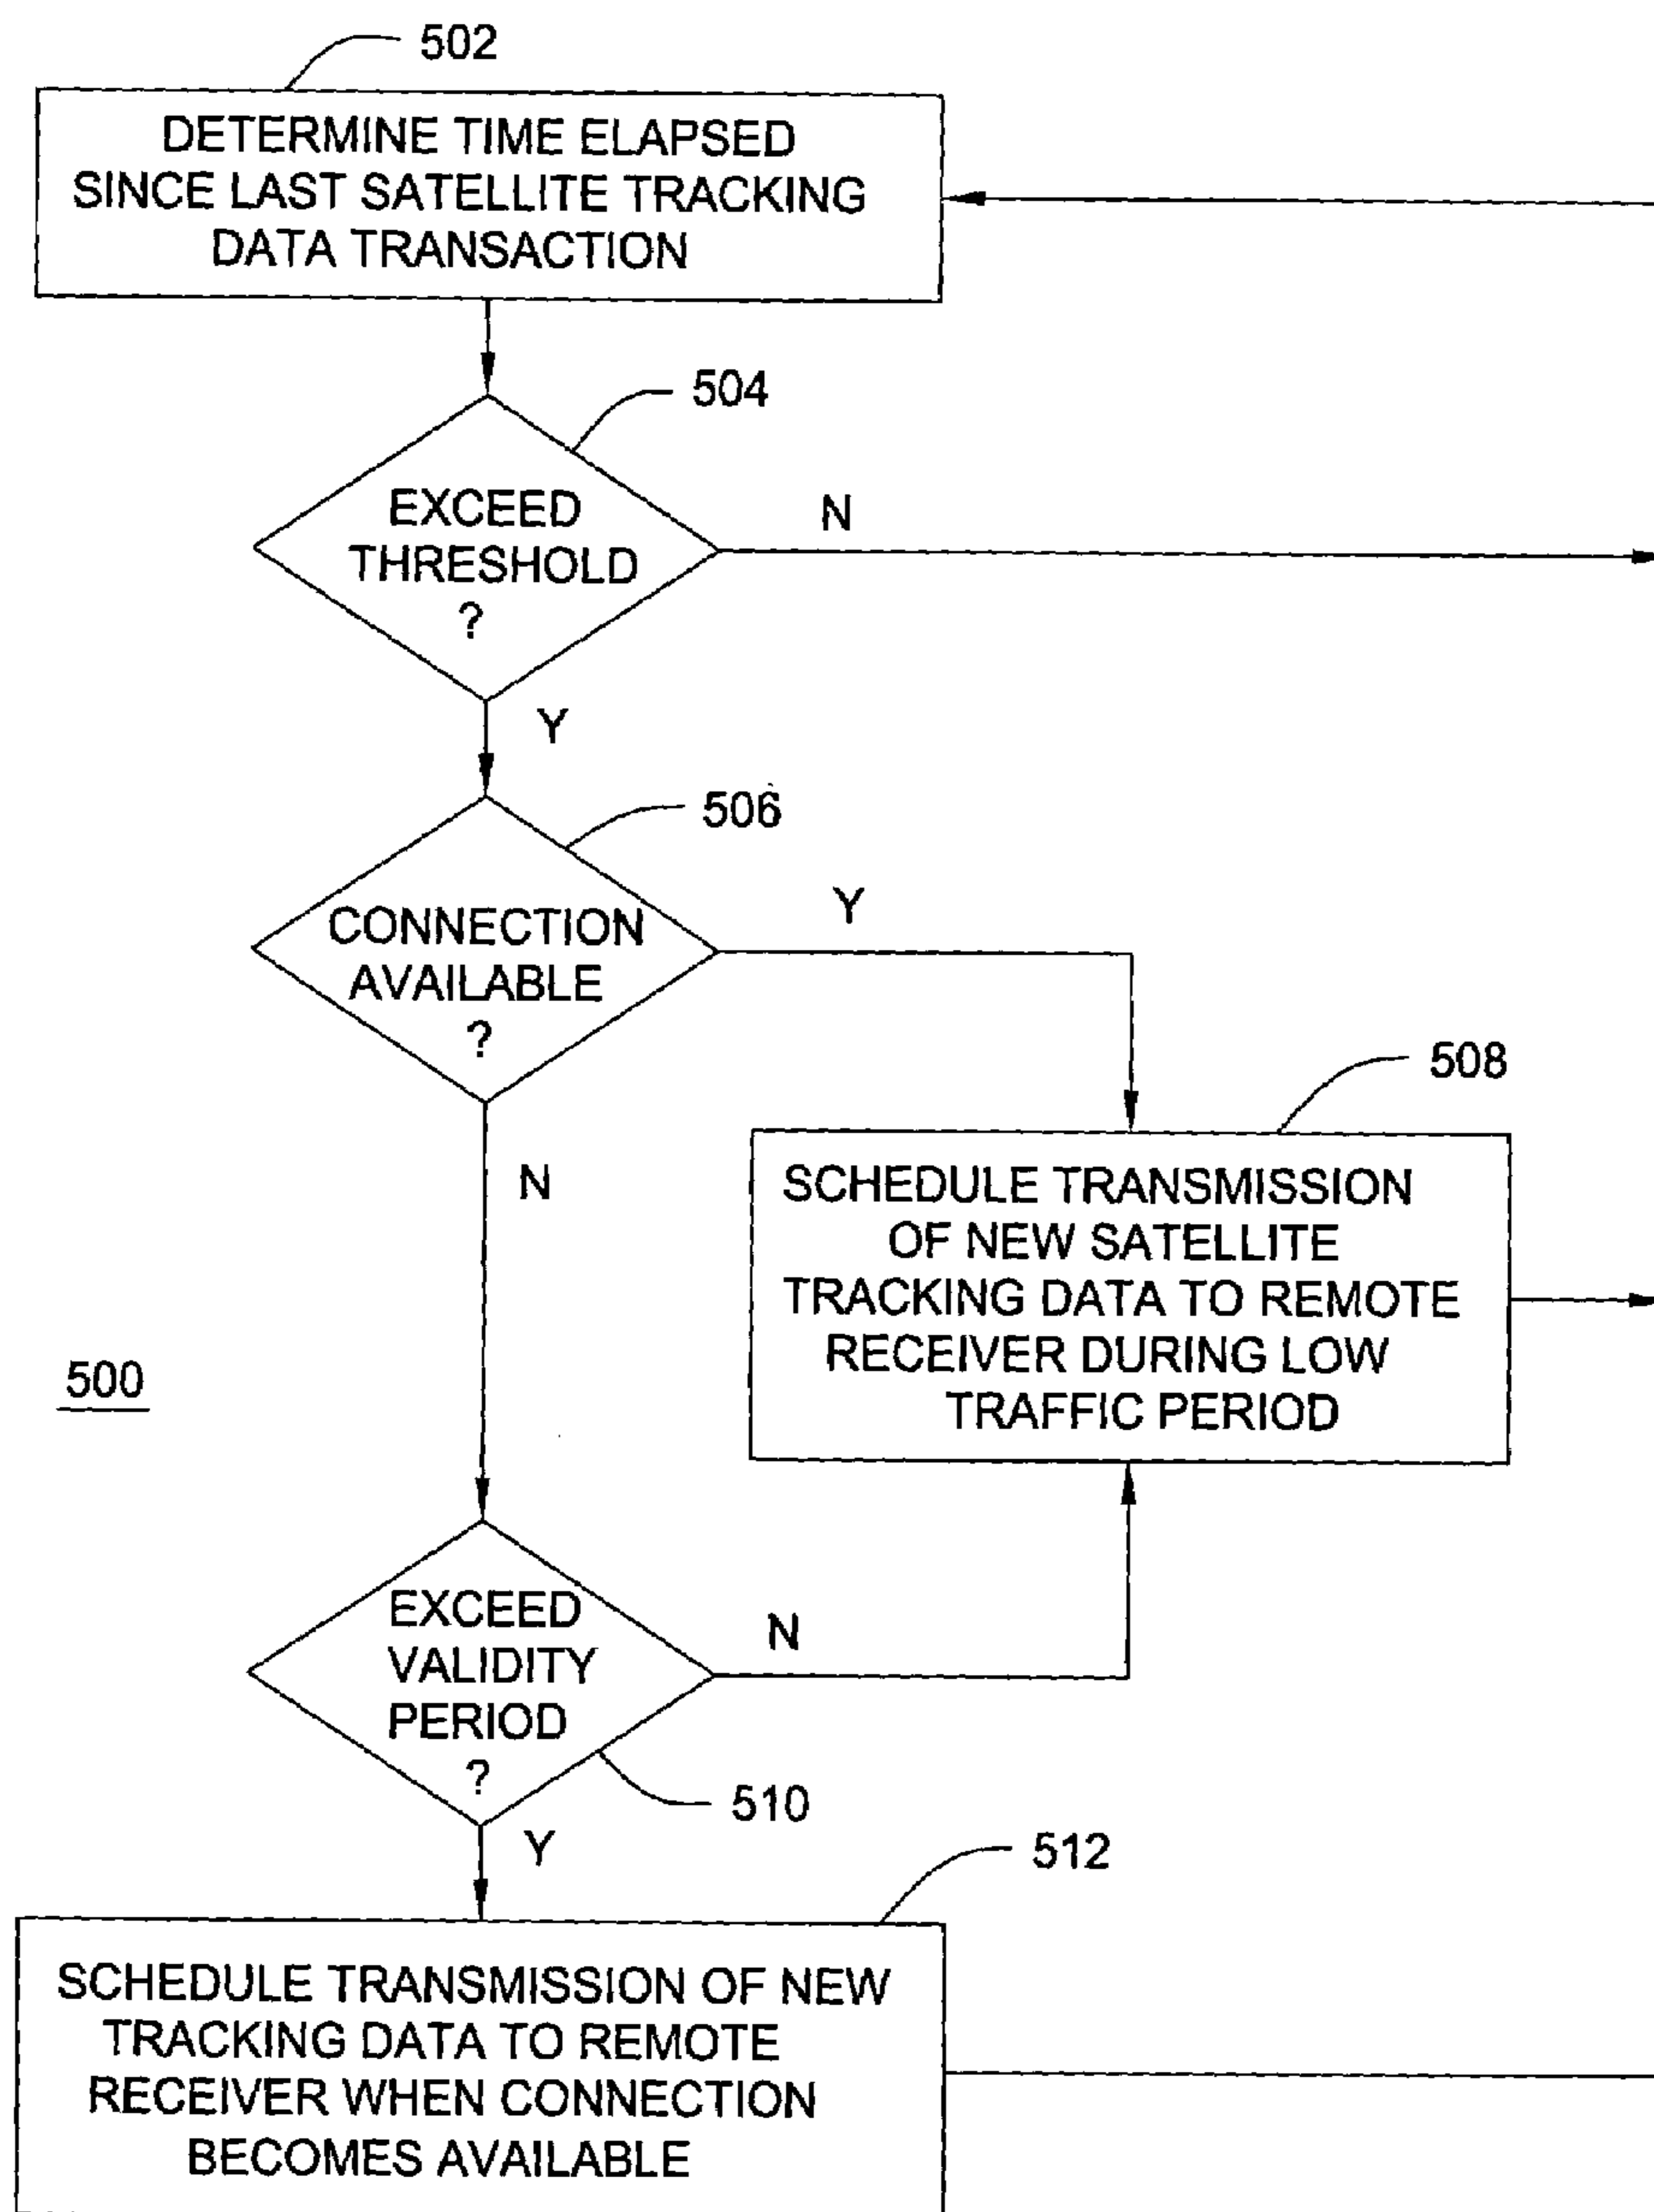 502
DETERMINE TIME ELAPSED
SINCE LAST SATELLITE TRACKING
DATA TRANSACTION
504
EXCEED
THRESHOLD
?
N
Y
506
CONNECTION
AVAILABLE
?
Y
N
508
SCHEDULE TRANSMISSION
OF NEW SATELLITE
TRACKING DATA TO REMOTE
RECEIVER DURING LOW
TRAFFIC PERIOD
500
EXCEED
VALIDITY
PERIOD
?
N
510
Y
512
SCHEDULE TRANSMISSION OF NEW
TRACKING DATA TO REMOTE
RECEIVER WHEN CONNECTION
BECOMES AVAILABLE